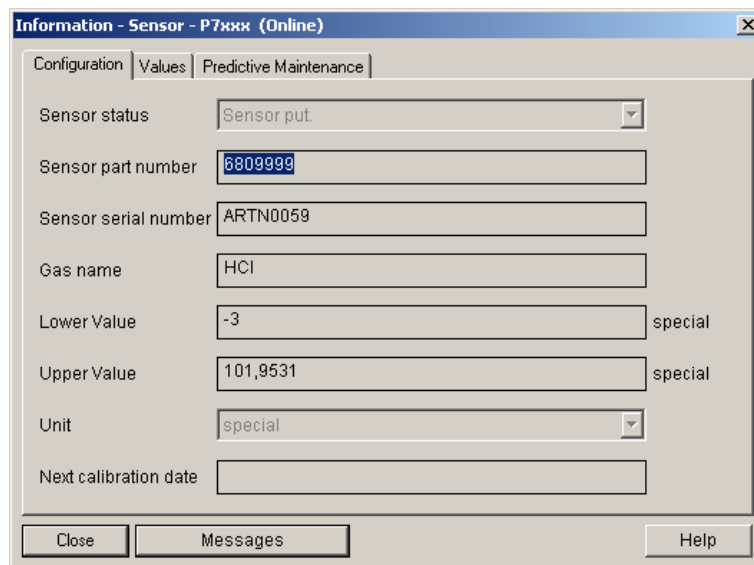 Information - Sensor - P7xxx (Online)
Configuration Values Predictive Maintenance
Sensor status Sensor put.
Sensor part number 6809999
Sensor serial number ARTN0059
Gas name HCl
Lower Value -3 special
Upper Value 101,9531 special
Unit special
Next calibration date
Close Messages Help